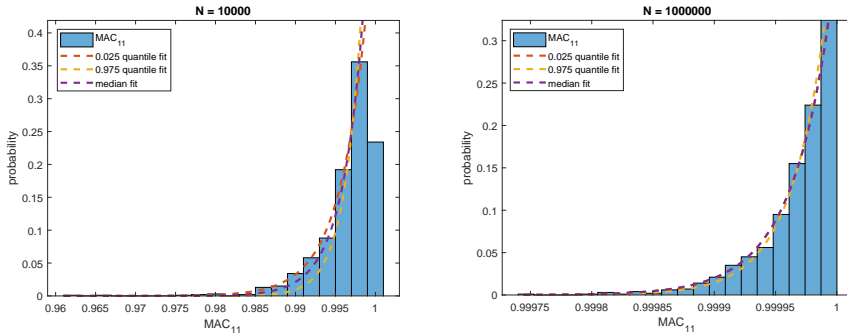 N = 10000
0.4
0.35
0.3
0.25
0.2
0.15
0.1
0.05
0
probability
MAC11
0.025 quantile fit
0.975 quantile fit
median fit
0.96 0.965 0.97 0.975 0.98 0.985 0.99 0.995 1
MAC11
N = 1000000
0.3
0.25
0.2
0.15
0.1
0.05
0
probability
MAC11
0.025 quantile fit
0.975 quantile fit
median fit
0.99975 0.9998 0.99985 0.9999 0.99995 1
MAC11